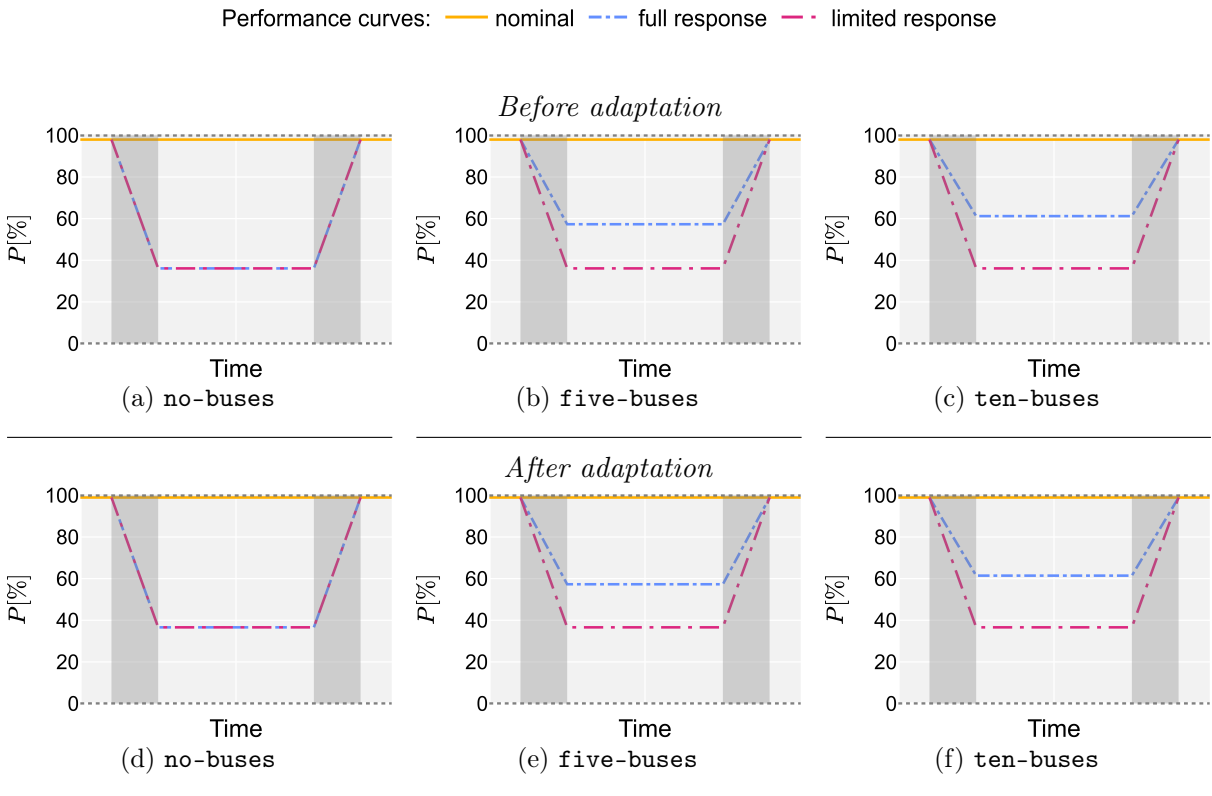 Performance curves: nominal full response limited response
Before adaptation
100 100 100
80 80 80
60 60 60
40 40 40
20 20 20
0 0 0
P[%] P[%] P[%]
Time Time Time
(a) no-buses (b) five-buses (c) ten-buses
After adaptation
100 100 100
80 80 80
60 60 60
40 40 40
20 20 20
0 0 0
P[%] P[%] P[%]
Time Time Time
(d) no-buses (e) five-buses (f) ten-buses